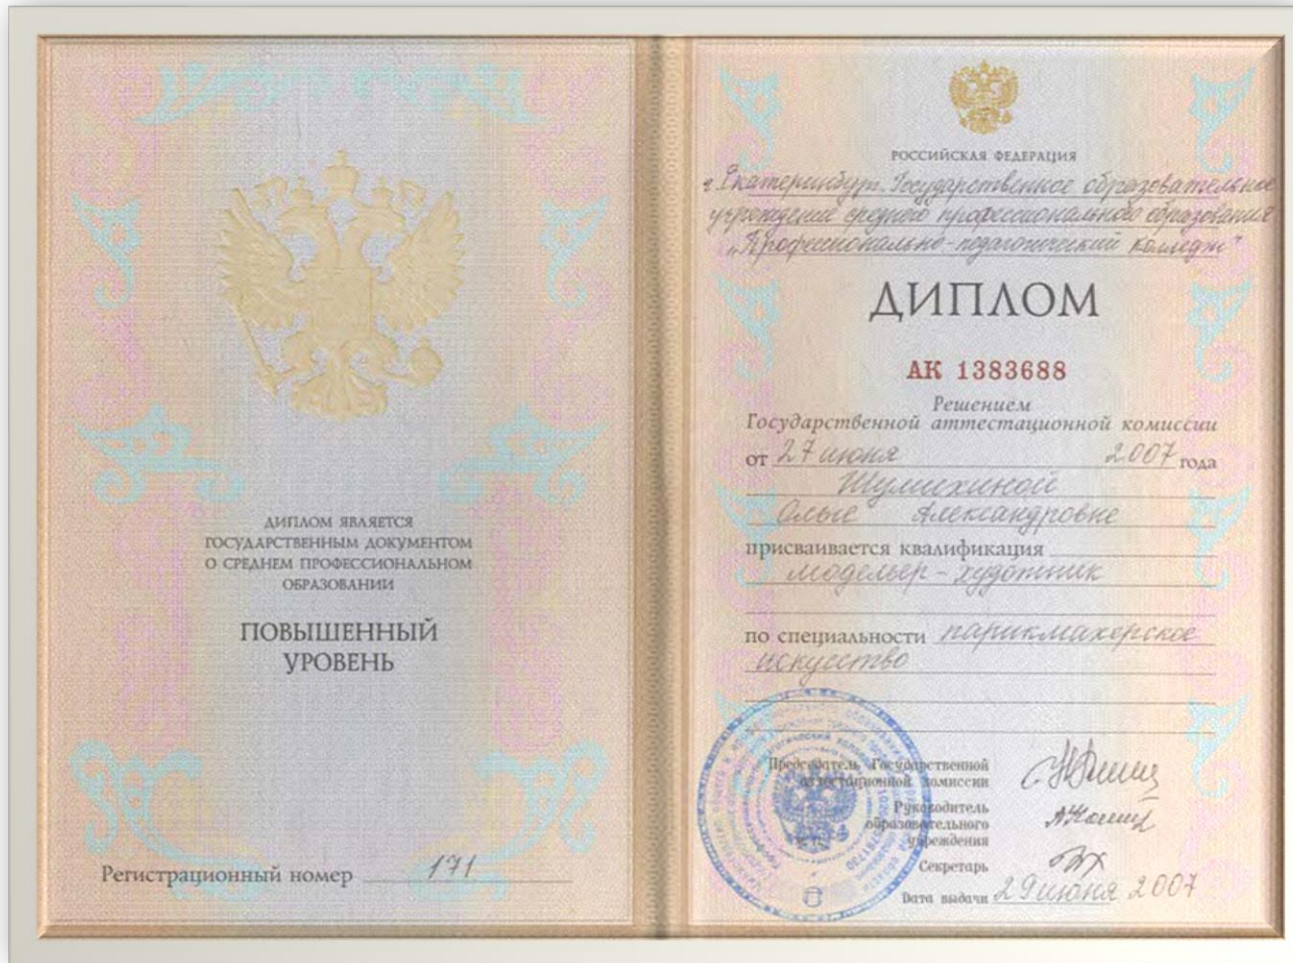 ДИПЛОМ ЯВЛЯЕТСЯ
ГОСУДАРСТВЕННЫМ ДОКУМЕНТОМ
О СРЕДНЕМ ПРОФЕССИОНАЛЬНОМ
ОБРАЗОВАНИИ
ПОВЫШЕННЫЙ
УРОВЕНЬ
Регистрационный номер 171
РОССИЙСКАЯ ФЕДЕРАЦИЯ
г. Екатеринбург. Государственное образовательное
учреждение среднего профессионального образования
"Профессионально-педагогический колледж"
ДИПЛОМ
АК 1383688
Решением
Государственной аттестационной комиссии
от 27 июня 2007 года
Шумихиной
Ольге Александровне
присваивается квалификация
модельер-художник
по специальности парикмахерское
искусство
Председатель Государственной
аттестационной комиссии
Руководитель
образовательного
учреждения
Секретарь
Дата выдачи 29 июня 2007